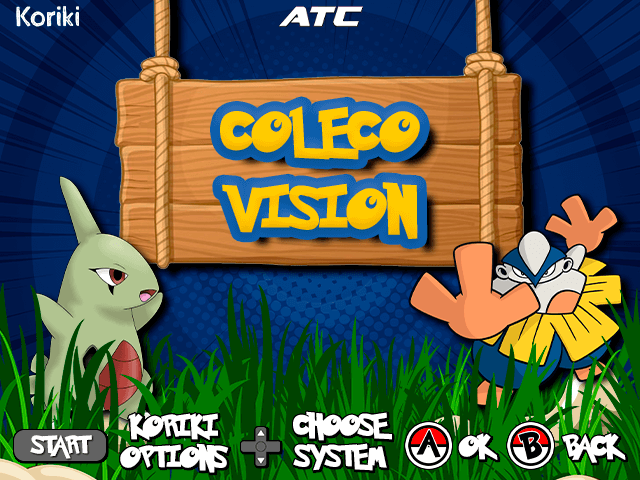 Koriki
ATC
COLECO
VISION
START
KORIKI
OPTIONS
CHOOSE
SYSTEM
A
OK
B
BACK